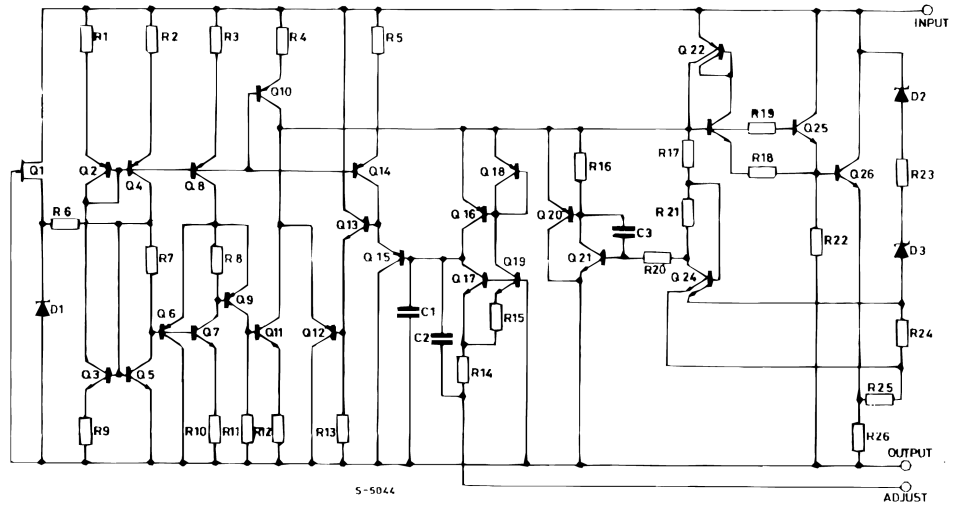 INPUT
R1 R2 R3 R4 R5
Q22
Q10
D2
R19 Q25
R17 R18
R16
Q1 Q2 Q4 Q8 Q14 Q18 Q26 R23
R6 Q13 Q16 Q20 R21
C3
Q15 Q21 R22
R7 R8 Q17 Q19 R20 Q24 D3
D1 Q6 Q9 R15
Q7 Q11 Q12 C1
C2 R24
Q3 Q5 R14
R25
R9 R10 R11 R12 R13 R26
OUTPUT
S-5044
ADJUST